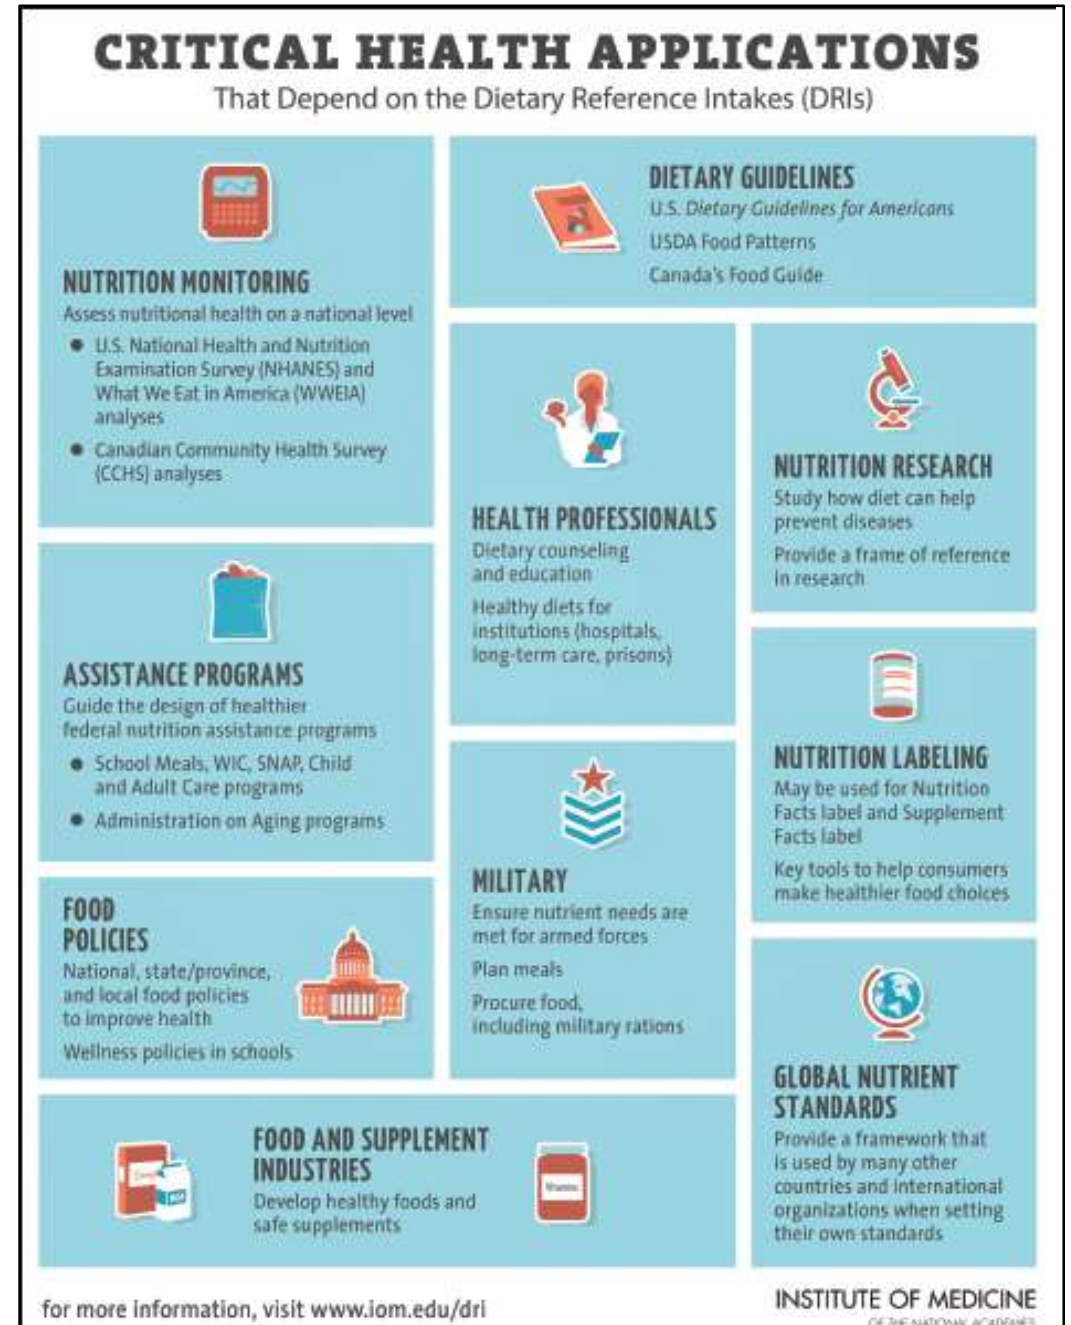 CRITICAL HEALTH APPLICATIONS
That Depend on the Dietary Reference Intakes (DRIs)
NUTRITION MONITORING
Assess nutritional health on a national level
● U.S. National Health and Nutrition
Examination Survey (NHANES) and
What We Eat in America (WWEIA)
analyses
● Canadian Community Health Survey
(CCHS) analyses
DIETARY GUIDELINES
U.S. Dietary Guidelines for Americans
USDA Food Patterns
Canada's Food Guide
HEALTH PROFESSIONALS
Dietary counseling
and education
Healthy diets for
institutions (hospitals,
long-term care, prisons)
NUTRITION RESEARCH
Study how diet can help
prevent diseases
Provide a frame of reference
in research
ASSISTANCE PROGRAMS
Guide the design of healthier
federal nutrition assistance programs
● School Meals, WIC, SNAP, Child
and Adult Care programs
● Administration on Aging programs
NUTRITION LABELING
May be used for Nutrition
Facts label and Supplement
Facts label
Key tools to help consumers
make healthier food choices
MILITARY
Ensure nutrient needs are
met for armed forces
Plan meals
Procure food,
including military rations
FOOD
POLICIES
National, state/province,
and local food policies
to improve health
Wellness policies in schools
GLOBAL NUTRIENT
STANDARDS
Provide a framework that
is used by many other
countries and international
organizations when setting
their own standards
FOOD AND SUPPLEMENT
INDUSTRIES
Develop healthy foods and
safe supplements
for more information, visit www.iom.edu/dri
INSTITUTE OF MEDICINE
OF THE NATIONAL ACADEMIES